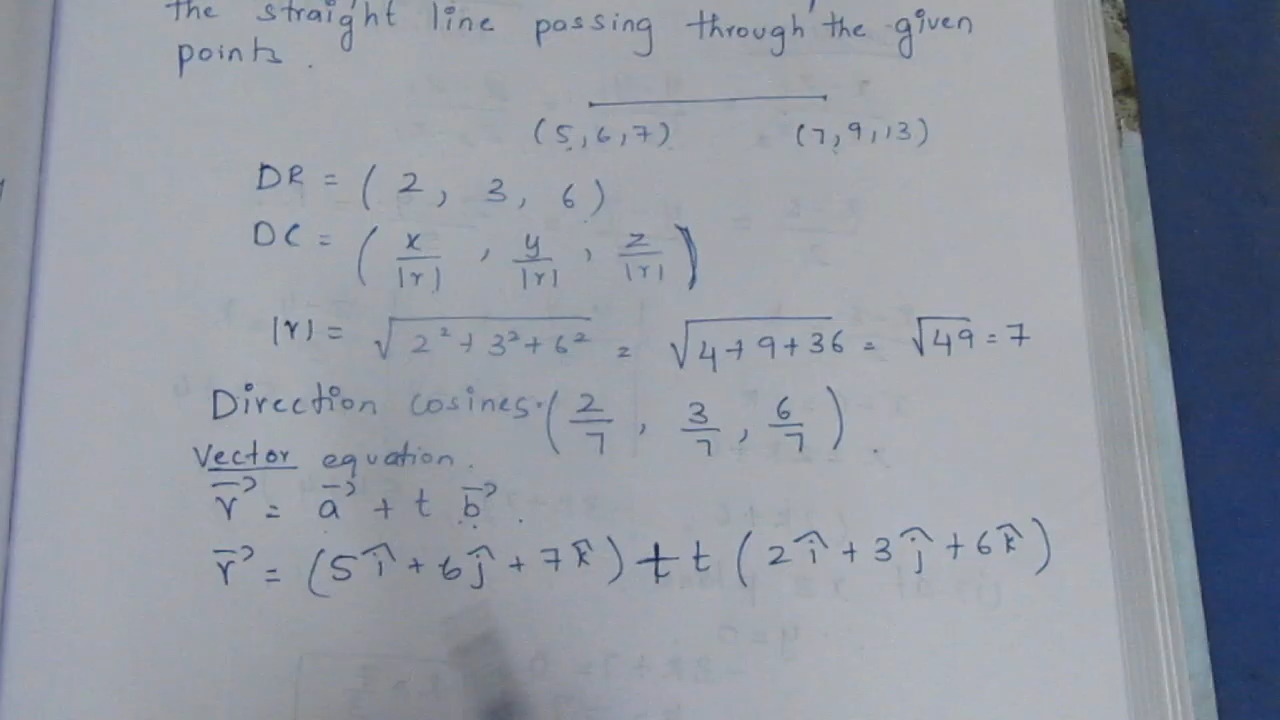 the straight line passing through the given
points.
(5,6,7) (7,9,13)
DR = ( 2, 3, 6 )
DC = ( x/|r| , y/|r| , z/|r| )
|r| = √2²+3²+6² = √4+9+36 = √49 = 7
Direction cosines. ( 2/7 , 3/7 , 6/7 ) .
Vector equation.
r⃗ = a⃗ + t b⃗ .
r⃗ = (5î + 6ĵ + 7k̂) + t (2î + 3ĵ + 6k̂)